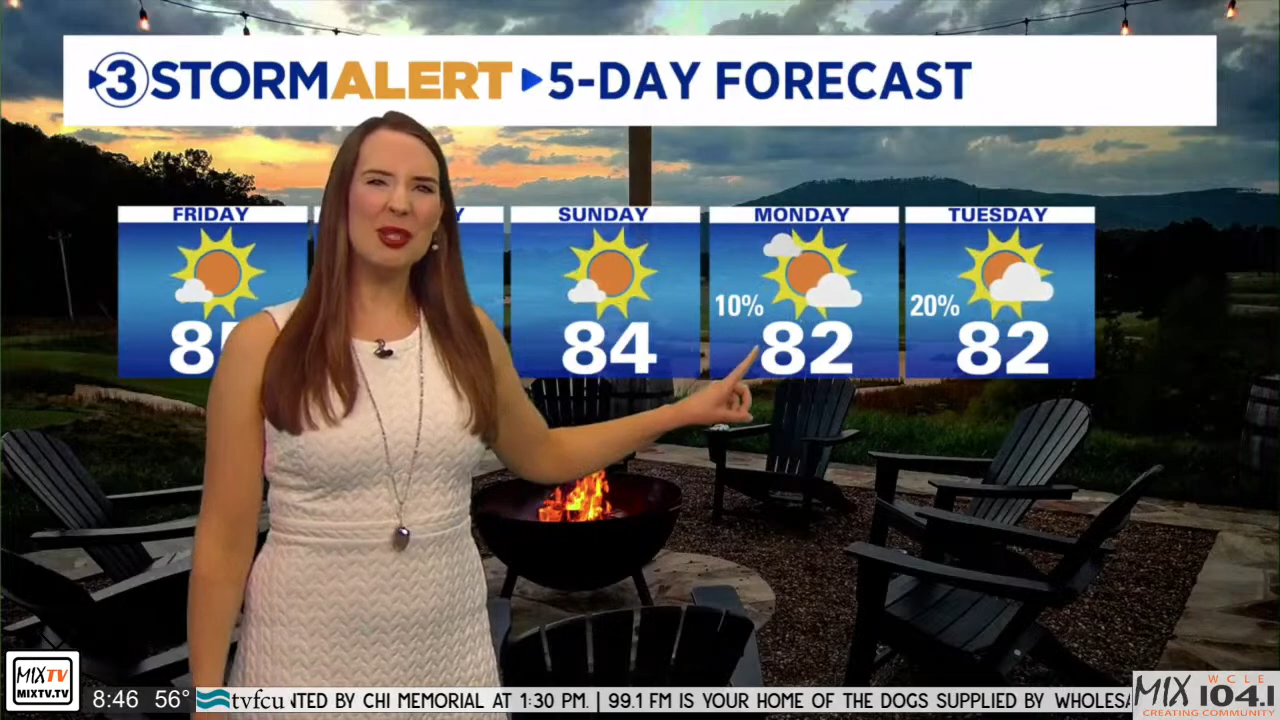 3 STORMALERT 5-DAY FORECAST
FRIDAY
Y
SUNDAY
MONDAY
TUESDAY
10%
20%
8
84
82
82
MIXTV
MIXTV.TV
8:46 56°
tvfcu
NTED BY CHI MEMORIAL AT 1:30 PM. | 99.1 FM IS YOUR HOME OF THE DOGS SUPPLIED BY WHOLESA
WCLE
MIX 104.1
CREATING COMMUNITY